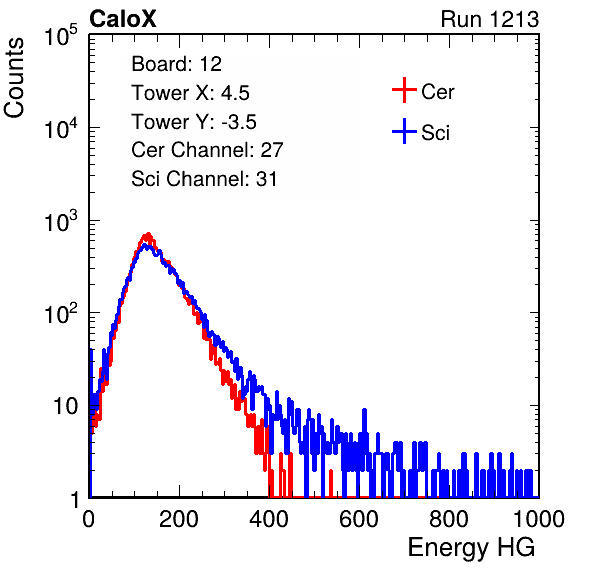 CaloX Run 1213
Counts
Board: 12
Tower X: 4.5
Tower Y: -3.5
Cer Channel: 27
Sci Channel: 31
Cer
Sci
10^5
10^4
10^3
10^2
10
1
0 200 400 600 800 1000
Energy HG